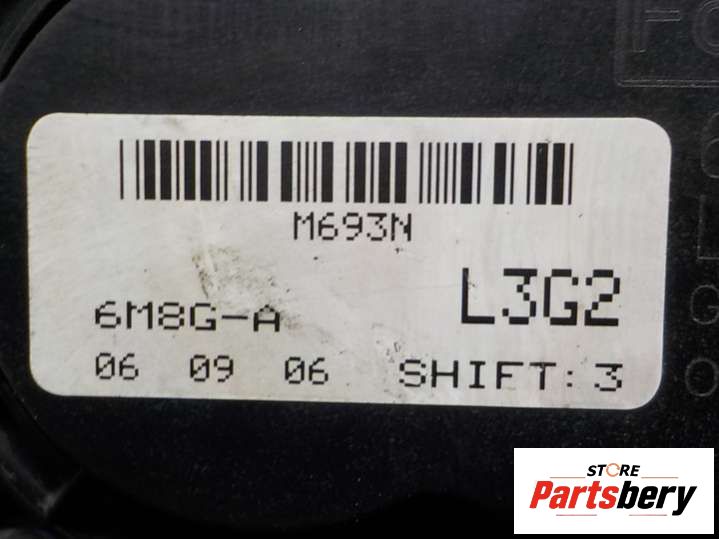 M693N
L3G2
6M8G-A
06 09 06 SHIFT: 3
STORE
Partsbery